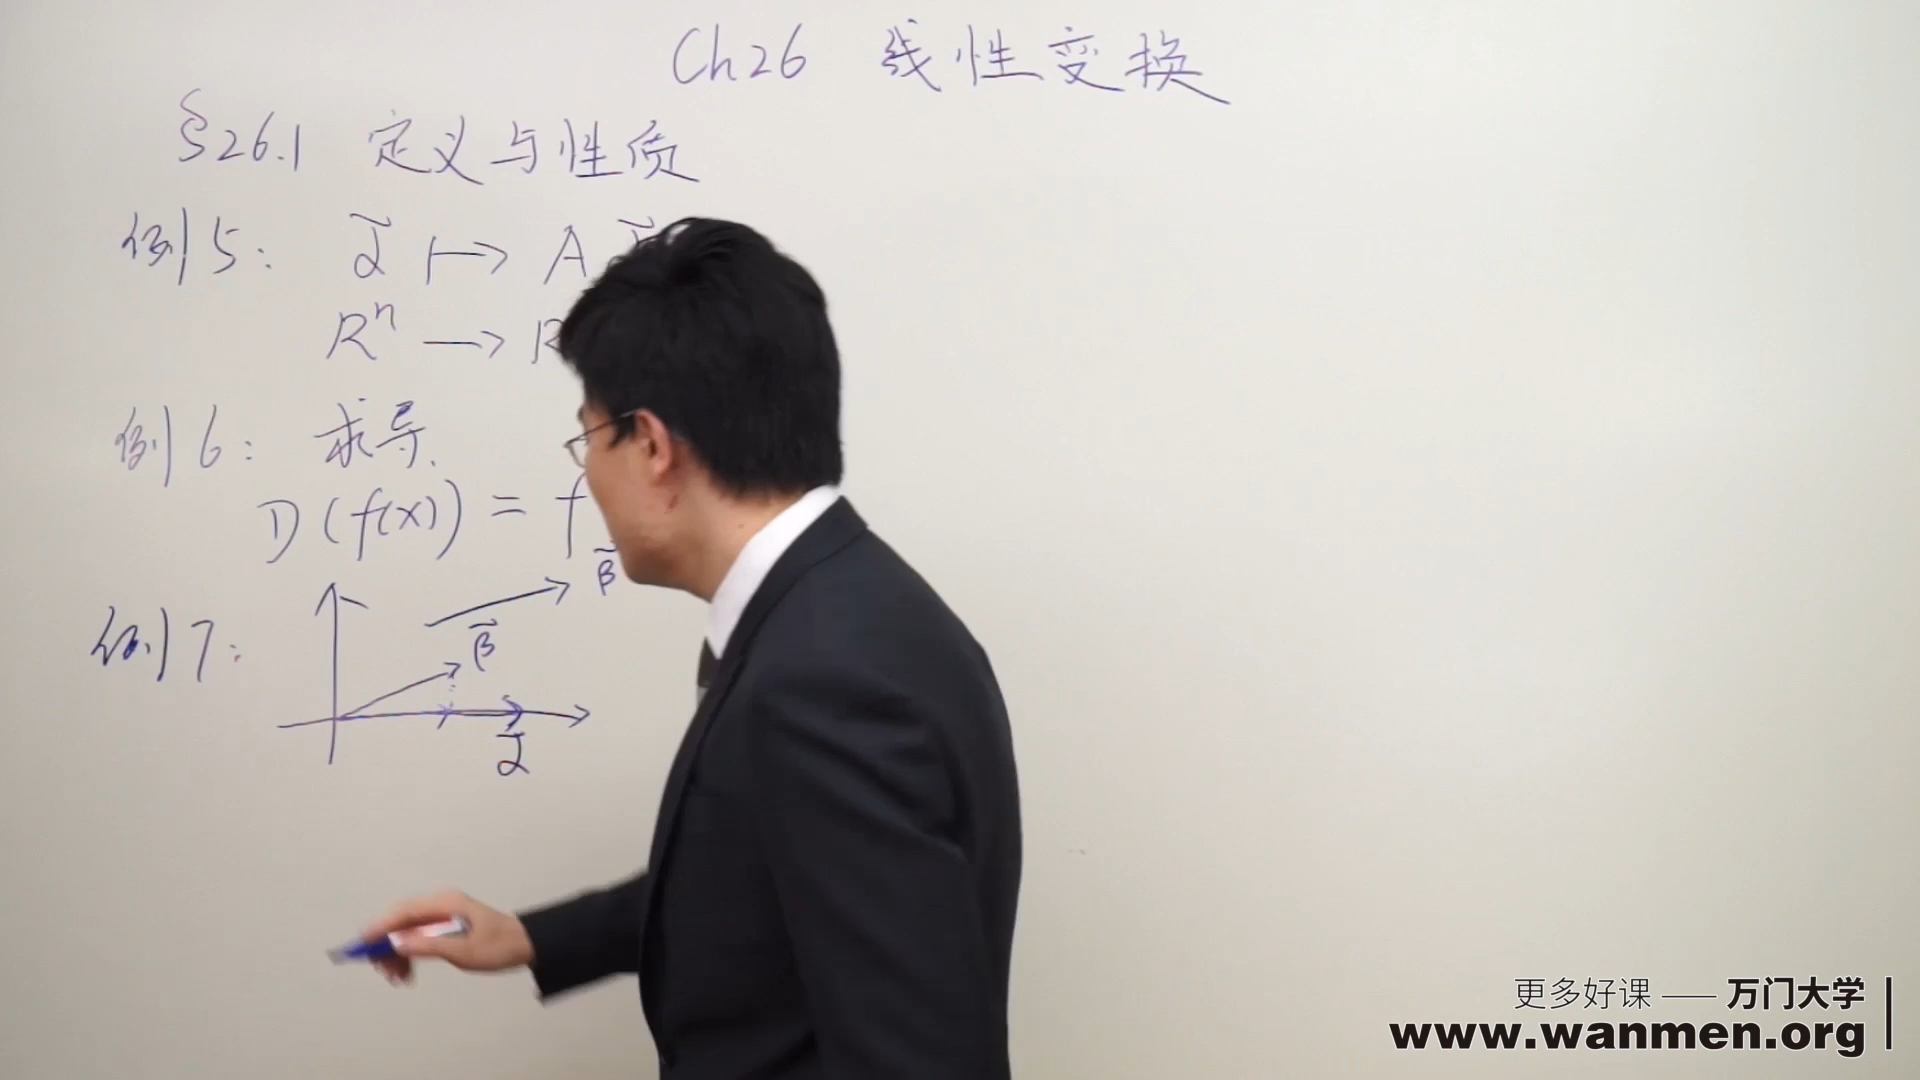 Ch26 线性变换
§26.1 定义与性质
例5: α⃗ ↦ A
Rⁿ → R
例6: 求导.
D(f(x)) = f
例7:
β⃗
β⃗
α⃗
更多好课 —— 万门大学
www.wanmen.org